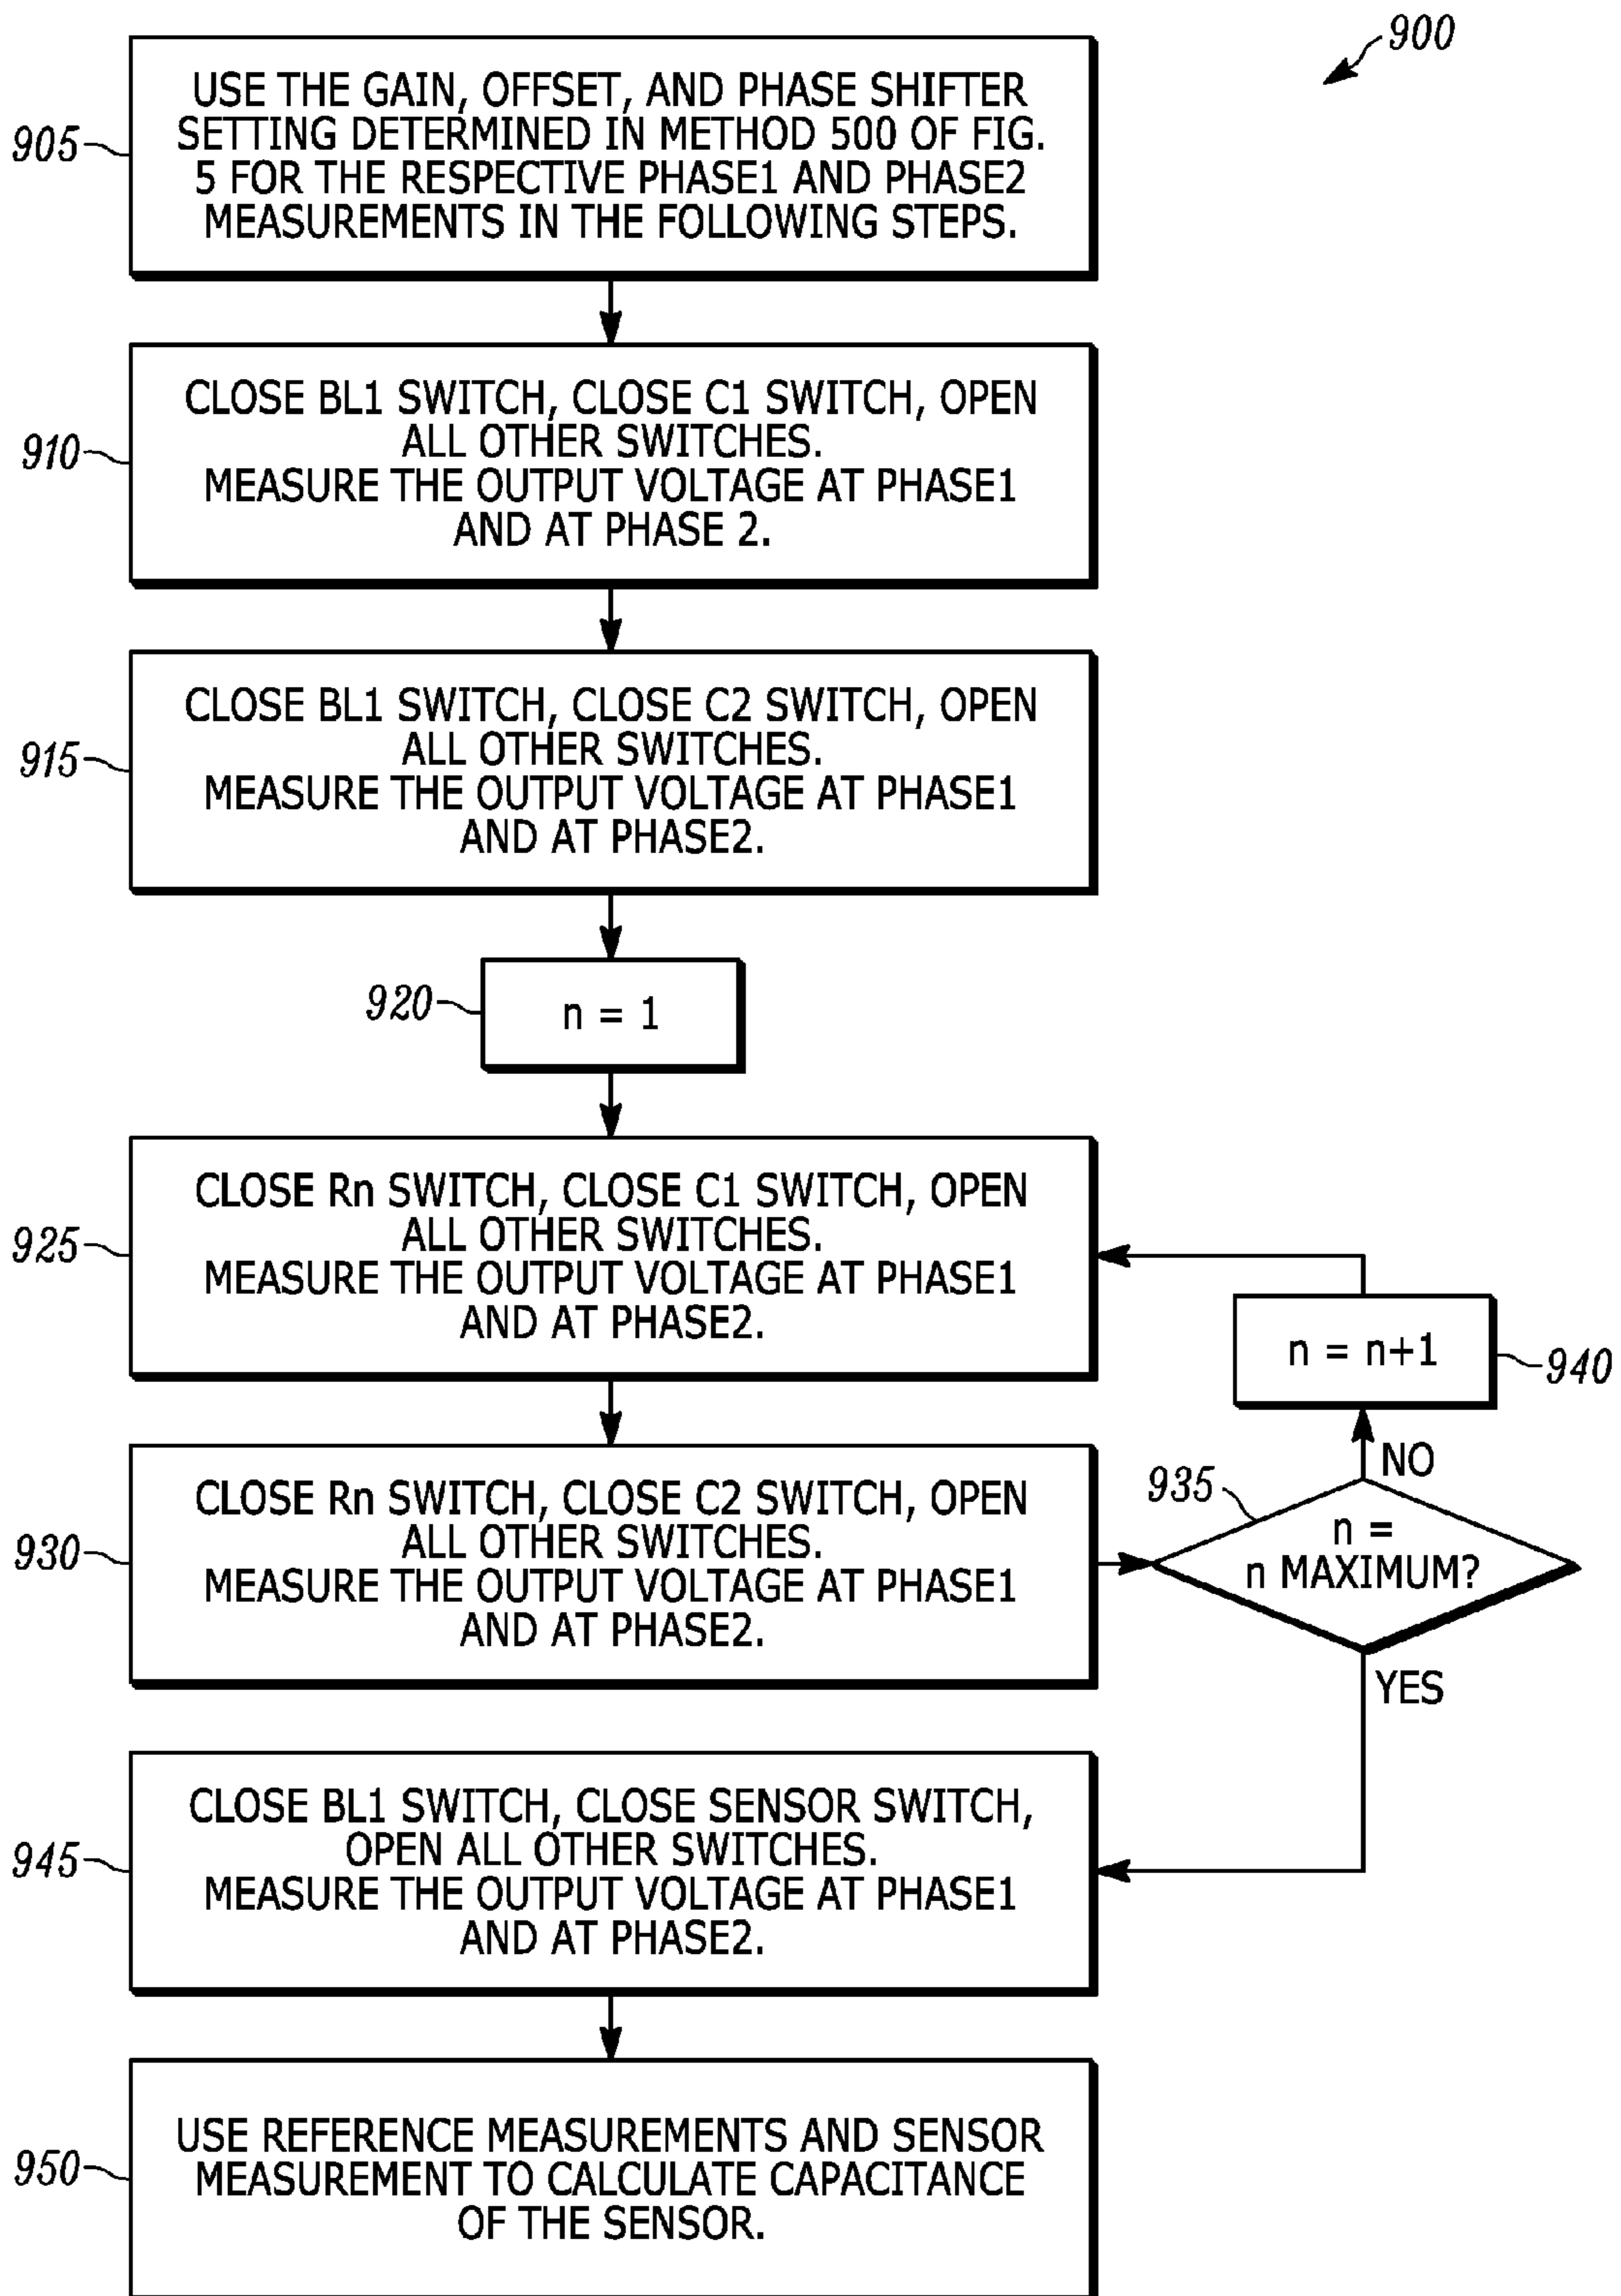 900
905
USE THE GAIN, OFFSET, AND PHASE SHIFTER
SETTING DETERMINED IN METHOD 500 OF FIG.
5 FOR THE RESPECTIVE PHASE1 AND PHASE2
MEASUREMENTS IN THE FOLLOWING STEPS.
910
CLOSE BL1 SWITCH, CLOSE C1 SWITCH, OPEN
ALL OTHER SWITCHES.
MEASURE THE OUTPUT VOLTAGE AT PHASE1
AND AT PHASE 2.
915
CLOSE BL1 SWITCH, CLOSE C2 SWITCH, OPEN
ALL OTHER SWITCHES.
MEASURE THE OUTPUT VOLTAGE AT PHASE1
AND AT PHASE2.
920
n = 1
925
CLOSE Rn SWITCH, CLOSE C1 SWITCH, OPEN
ALL OTHER SWITCHES.
MEASURE THE OUTPUT VOLTAGE AT PHASE1
AND AT PHASE2.
930
CLOSE Rn SWITCH, CLOSE C2 SWITCH, OPEN
ALL OTHER SWITCHES.
MEASURE THE OUTPUT VOLTAGE AT PHASE1
AND AT PHASE2.
935
n =
n MAXIMUM?
NO
n = n+1
940
YES
945
CLOSE BL1 SWITCH, CLOSE SENSOR SWITCH,
OPEN ALL OTHER SWITCHES.
MEASURE THE OUTPUT VOLTAGE AT PHASE1
AND AT PHASE2.
950
USE REFERENCE MEASUREMENTS AND SENSOR
MEASUREMENT TO CALCULATE CAPACITANCE
OF THE SENSOR.